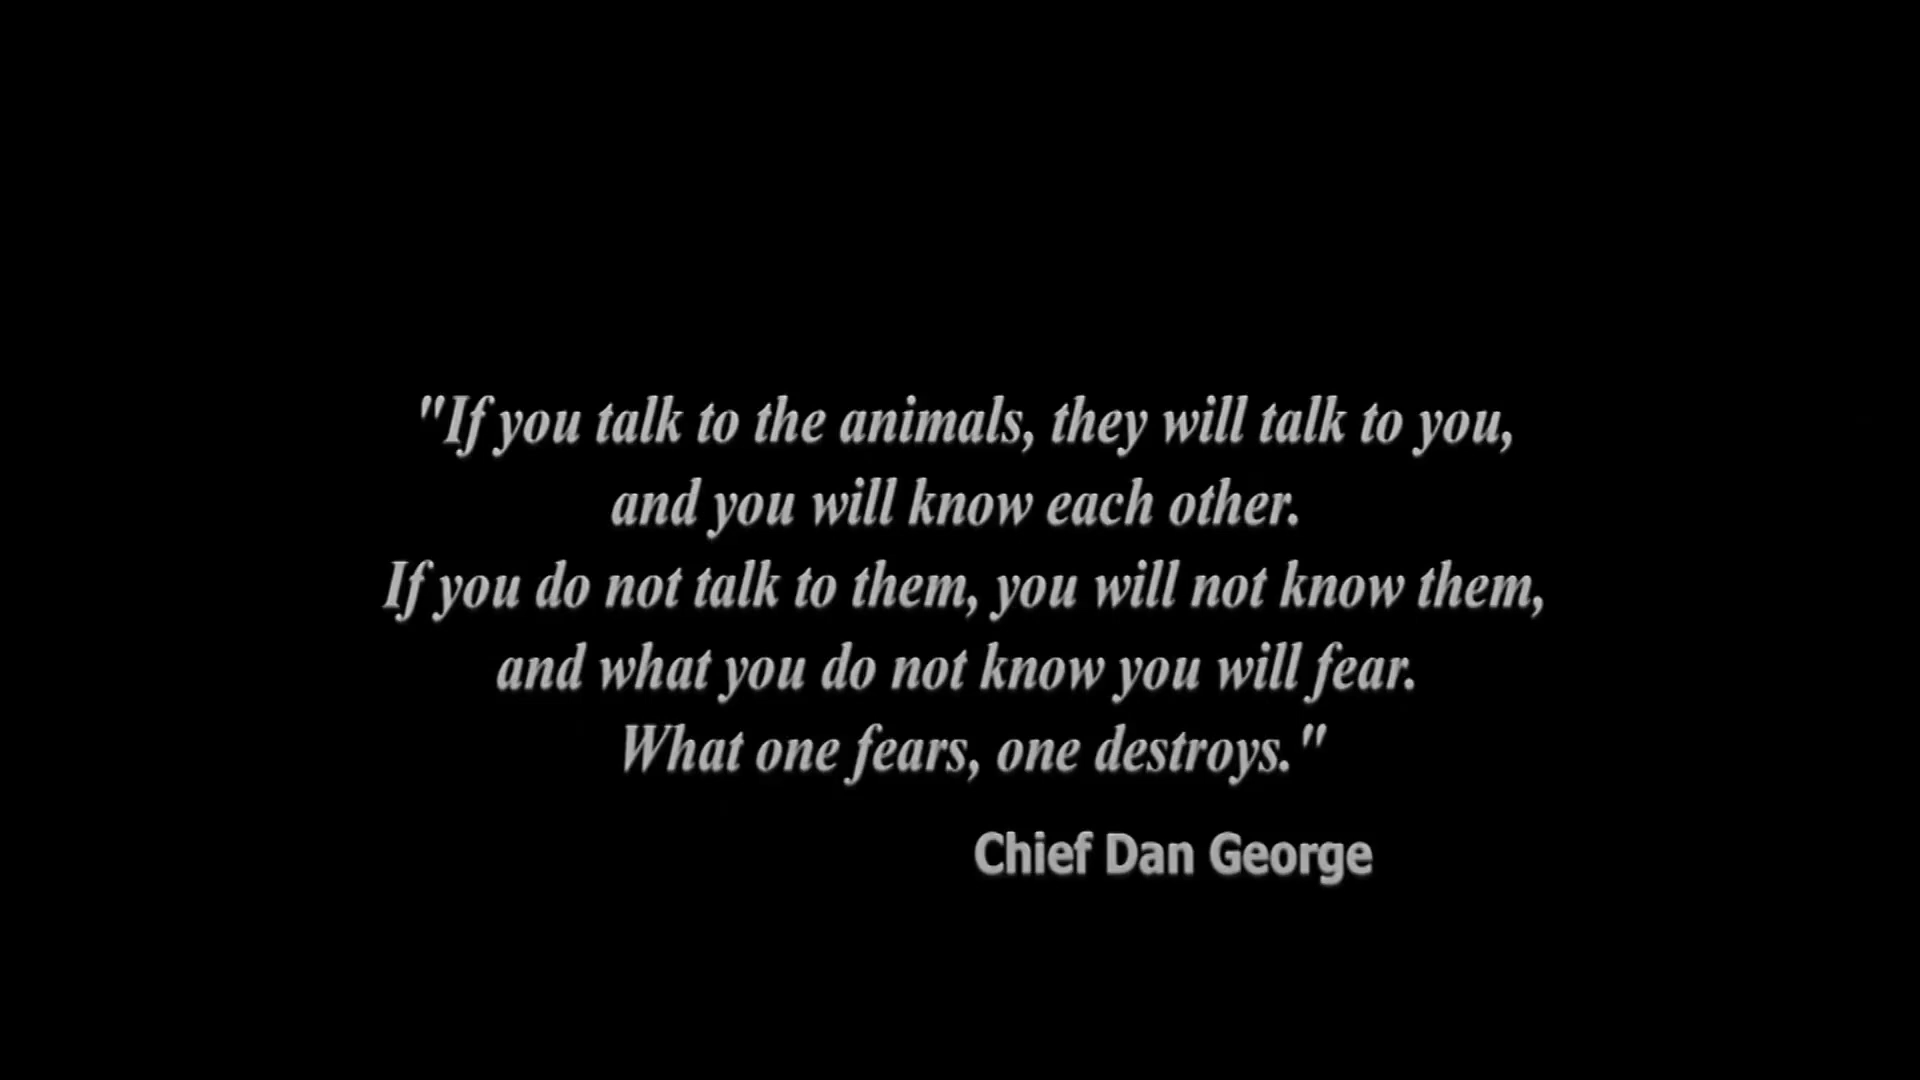 "If you talk to the animals, they will talk to you,
and you will know each other.
If you do not talk to them, you will not know them,
and what you do not know you will fear.
What one fears, one destroys."
Chief Dan George